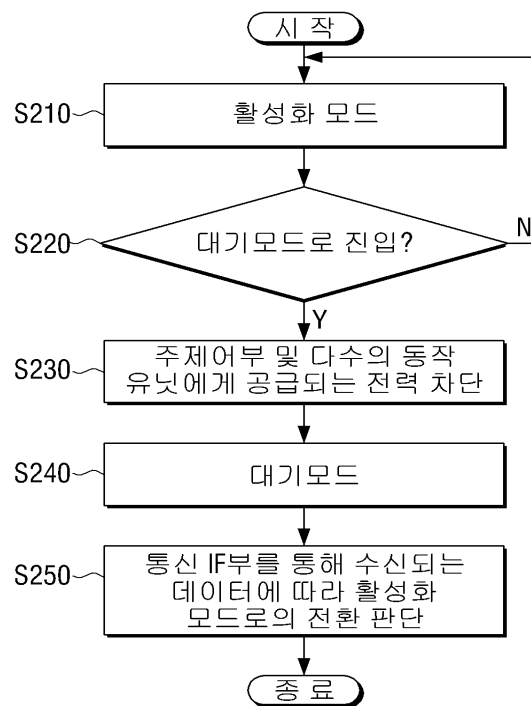 시 작
S210
활성화 모드
S220
대기모드로 진입?
N
Y
S230
주제어부 및 다수의 동작
유닛에게 공급되는 전력 차단
S240
대기모드
S250
통신 IF부를 통해 수신되는
데이터에 따라 활성화
모드로의 전환 판단
종 료